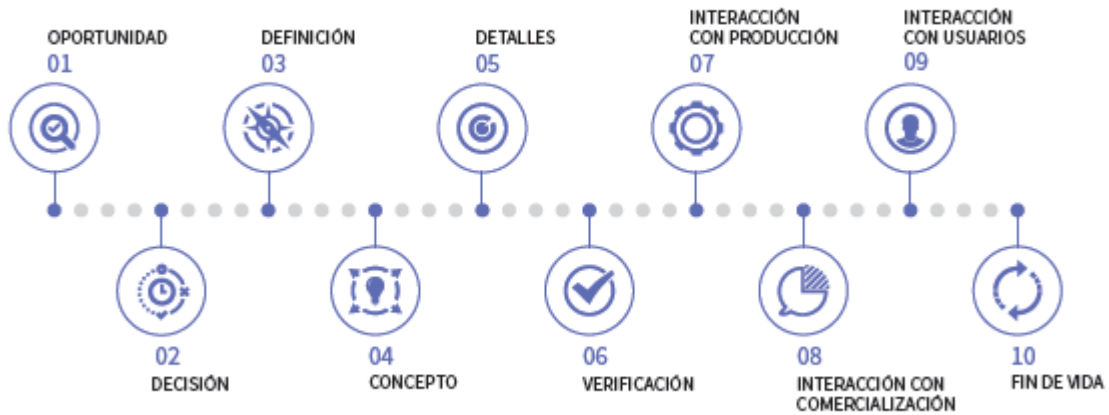 OPORTUNIDAD
01
02
DECISIÓN
DEFINICIÓN
03
04
CONCEPTO
DETALLES
05
06
VERIFICACIÓN
INTERACCIÓN
CON PRODUCCIÓN
07
08
INTERACCIÓN CON
COMERCIALIZACIÓN
INTERACCIÓN
CON USUARIOS
09
10
FIN DE VIDA